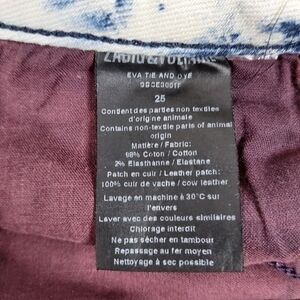 ZADIG&VOLTAIRE
EVA TIE AND DYE
25
Contient des parties non textiles
d'origine animale
Contains non-textile parts of animal
origin
Matière / Fabric:
98% Coton / Cotton
2% Elasthanne / Elastane
Patch en cuir / Leather patch:
100% cuir de vache / cow leather
Lavage en machine à 30°C sur
l'envers
Laver avec des couleurs similaires
Chlorage interdit
Ne pas sécher en tambour
Repassage au fer moyen
Nettoyage à sec possible